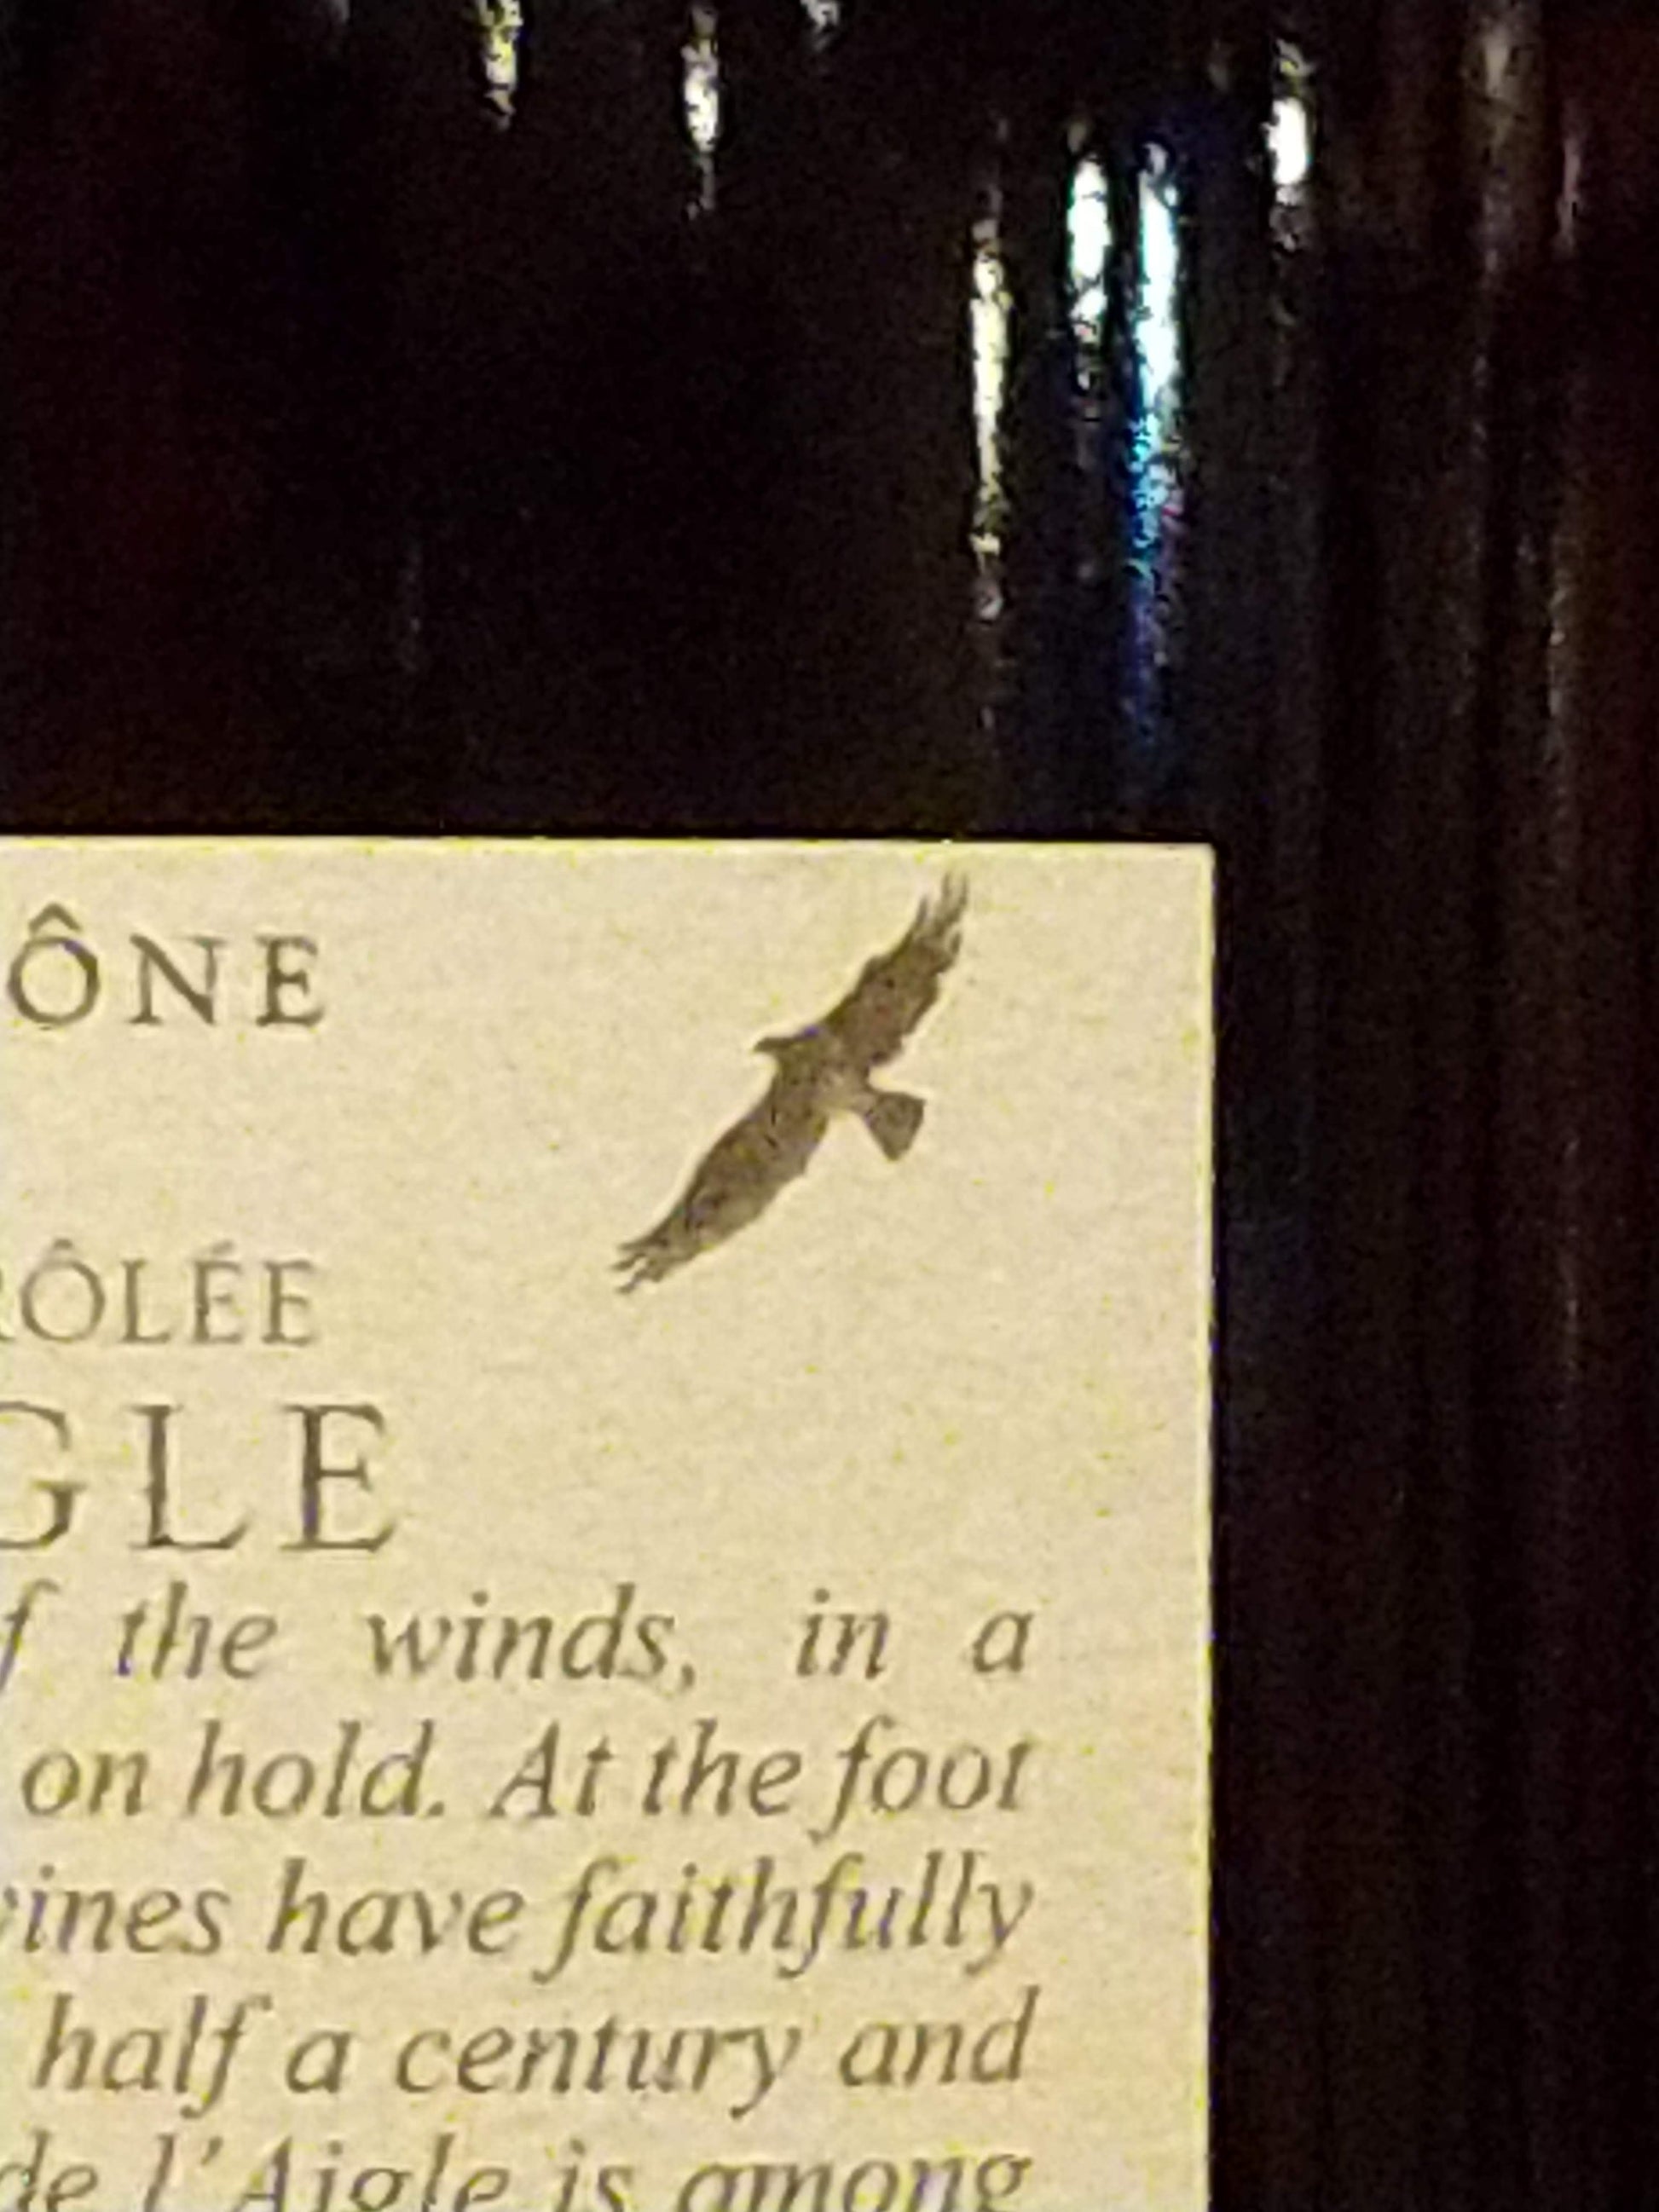 ÔNE
RÔLÉE
GLE
f the winds, in a
on hold. At the foot
vines have faithfully
half a century and
de l'Aigle is among